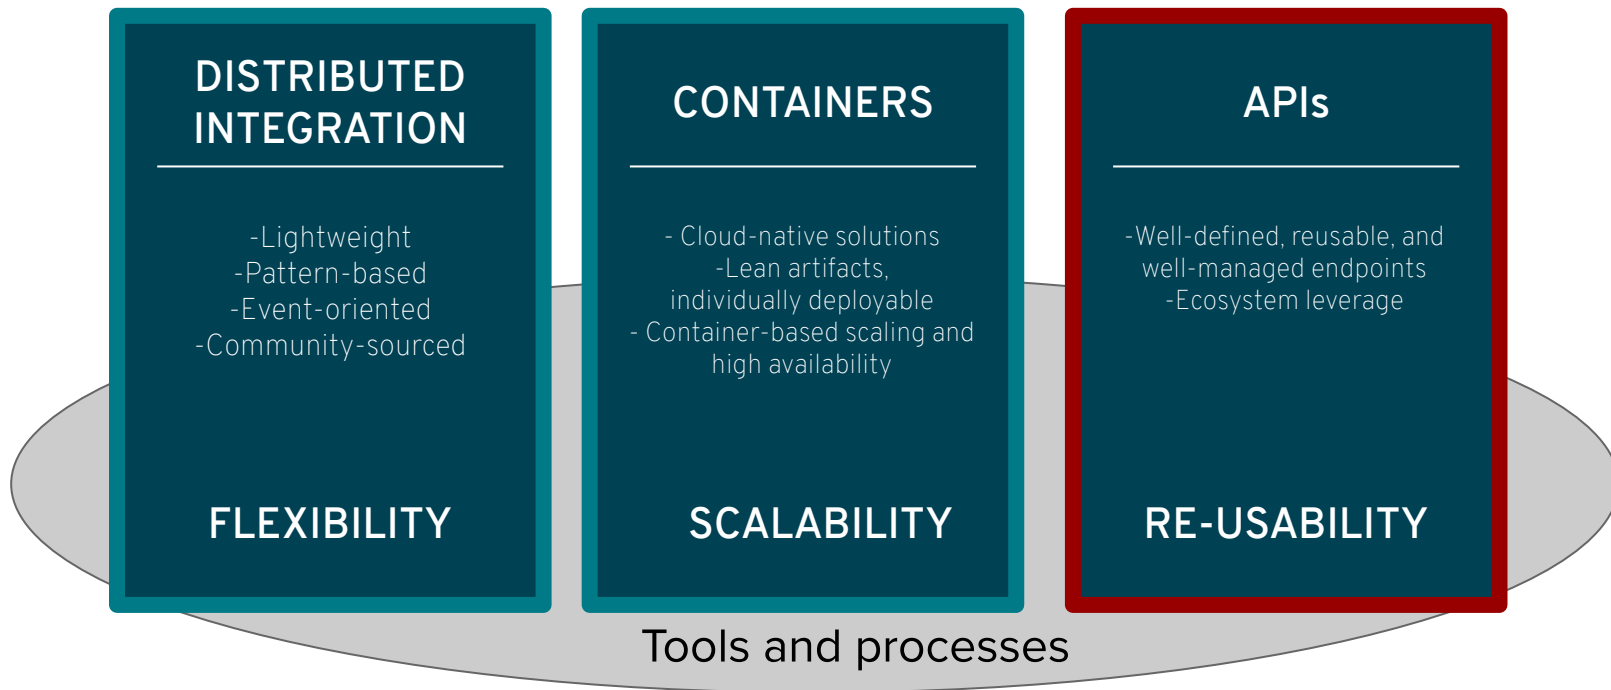 DISTRIBUTED
INTEGRATION
-Lightweight
-Pattern-based
-Event-oriented
-Community-sourced
FLEXIBILITY
CONTAINERS
- Cloud-native solutions
-Lean artifacts,
individually deployable
- Container-based scaling and
high availability
SCALABILITY
APIs
-Well-defined, reusable, and
well-managed endpoints
-Ecosystem leverage
RE-USABILITY
Tools and processes